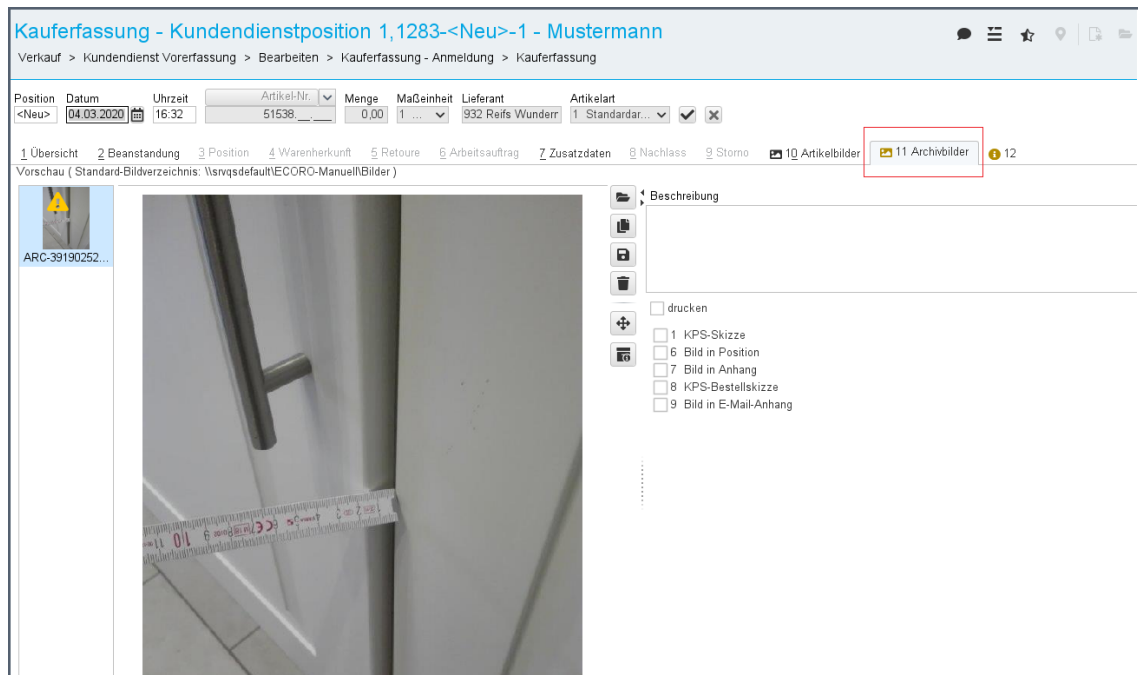 Kauferfassung - Kundendienstposition 1,1283-<Neu>-1 - Mustermann
Verkauf > Kundendienst Vorerfassung > Bearbeiten > Kauferfassung - Anmeldung > Kauferfassung
Position Datum Uhrzeit Artikel-Nr. Menge Maßeinheit Lieferant Artikelart
<Neu> 04.03.2020 16:32 51538.__.___ 0,00 1 ... 932 Reifs Wunderr 1 Standardar...
1 Übersicht 2 Beanstandung 3 Position 4 Warenherkunft 5 Retoure 6 Arbeitsauftrag 7 Zusatzdaten 8 Nachlass 9 Storno 10 Artikelbilder 11 Archivbilder 12
Vorschau ( Standard-Bildverzeichnis: \\srvqsdefault\ECORO-Manuell\Bilder )
Beschreibung
ARC-39190252...
drucken
1 KPS-Skizze
6 Bild in Position
7 Bild in Anhang
8 KPS-Bestellskizze
9 Bild in E-Mail-Anhang